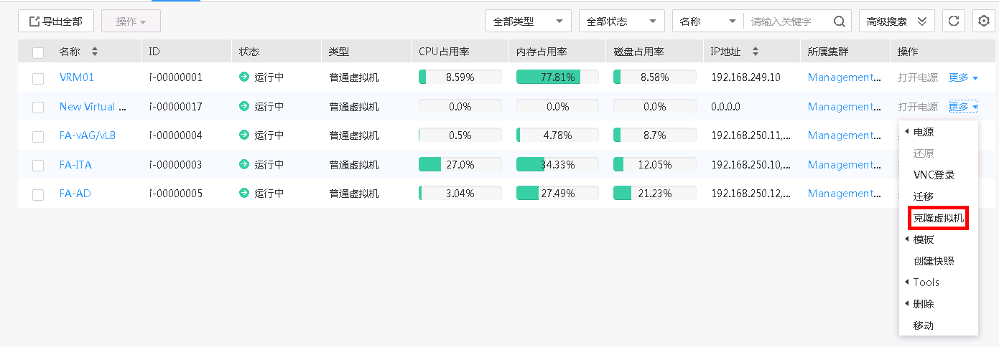 导出全部 操作 全部类型 全部状态 名称 请输入关键字 高级搜索
名称 ID 状态 类型 CPU占用率 内存占用率 磁盘占用率 IP地址 所属集群 操作
VRM01 i-00000001 运行中 普通虚拟机 8.59% 77.81% 8.58% 192.168.249.10 Management... 打开电源 更多
New Virtual ... i-00000017 运行中 普通虚拟机 0.0% 0.0% 0.0% 0.0.0.0 Management... 打开电源 更多
FA-vAG/vLB i-00000004 运行中 普通虚拟机 0.5% 4.78% 8.7% 192.168.250.11,... Management...
FA-ITA i-00000003 运行中 普通虚拟机 27.0% 34.33% 12.05% 192.168.250.10,... Management...
FA-AD i-00000005 运行中 普通虚拟机 3.04% 27.49% 21.23% 192.168.250.12,... Management...
电源
还原
VNC登录
迁移
克隆虚拟机
模板
创建快照
Tools
删除
移动